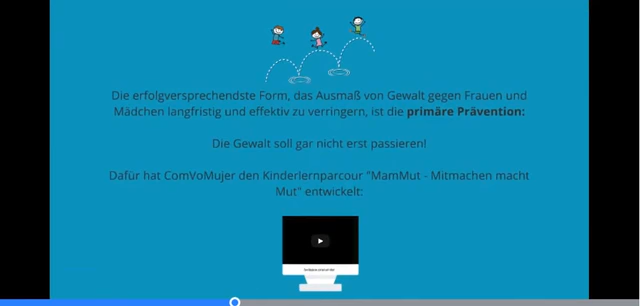 Die erfolgversprechendste Form, das Ausmaß von Gewalt gegen Frauen und
Mädchen langfristig und effektiv zu verringern, ist die primäre Prävention:
Die Gewalt soll gar nicht erst passieren!
Dafür hat ComVoMujer den Kinderlernparcour "MamMut - Mitmachen macht
Mut" entwickelt: